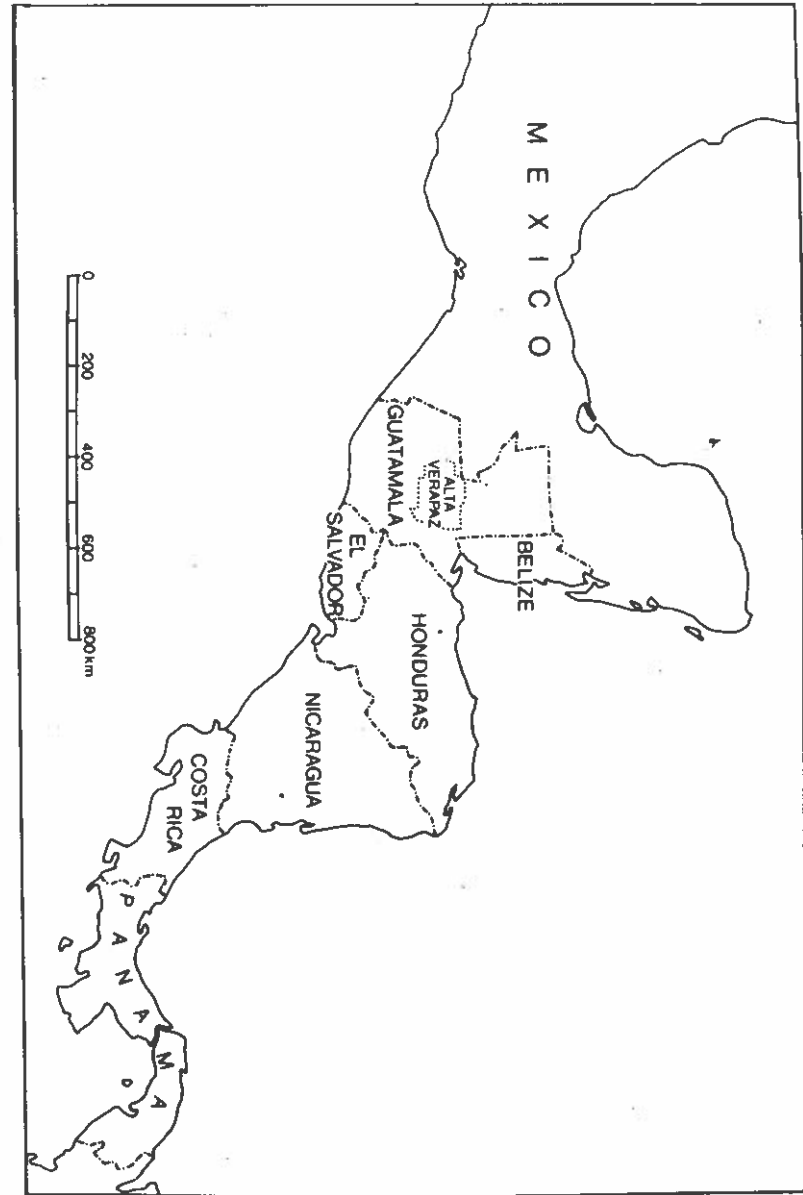 MEXICO
GUATAMALA
ALTA
VERAPAZ
BELIZE
EL
SALVADOR
HONDURAS
NICARAGUA
COSTA
RICA
PANAMA
0 200 400 600 800 km